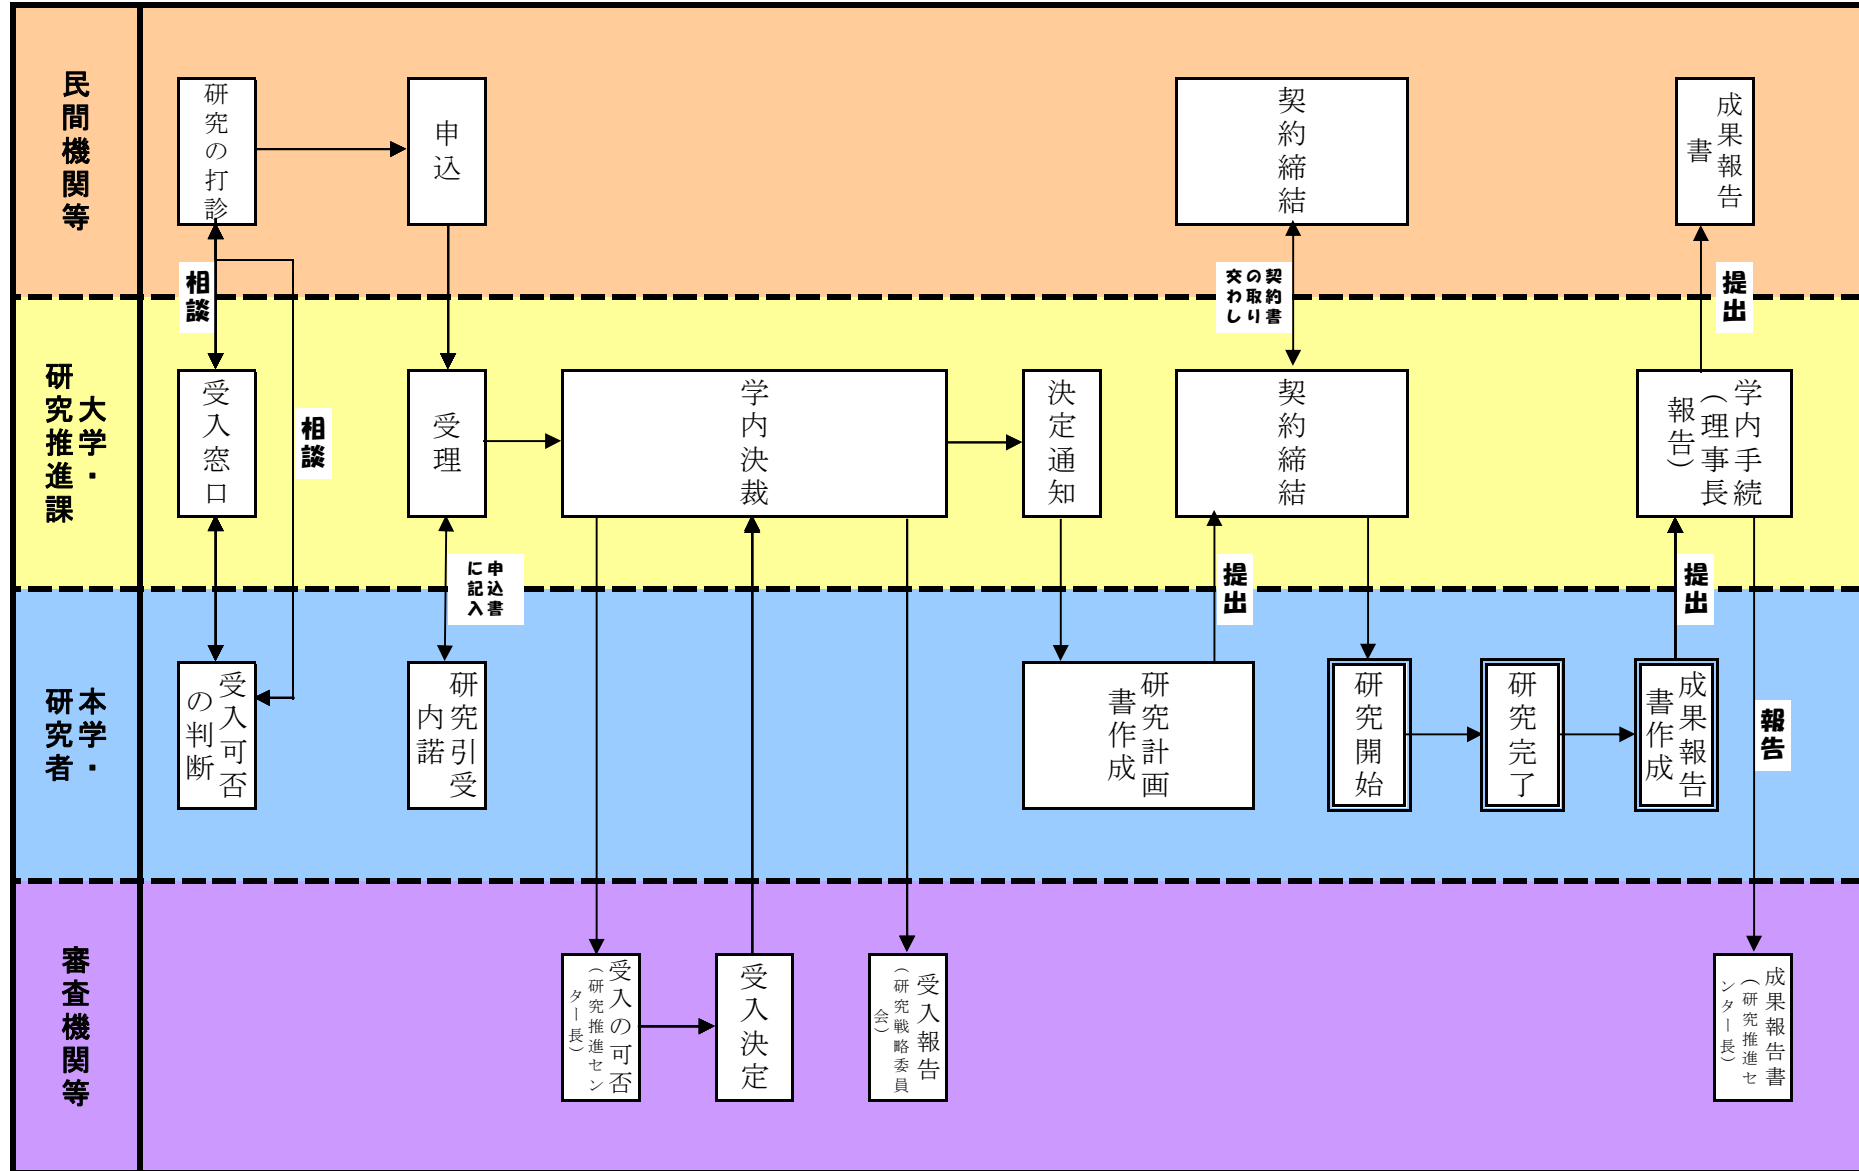 民間機関等
研究の打診
申込
契約締結
成果報告
書
相談
契約書
の取り
交わし
提出
大学・
研究推進課
受入窓口
相談
受理
学内決裁
決定通知
契約締結
学内手続
（理事長
報告）
申込書
に記入
提出
提出
本学・
研究者
受入可否
の判断
研究引受
内諾
研究計画
書作成
研究開始
研究完了
成果報告
書作成
報告
審査機関等
受入の可否
（研究推進セン
ター長）
受入決定
受入報告
（研究戦略委員
会）
成果報告書
（研究推進セ
ンター長）